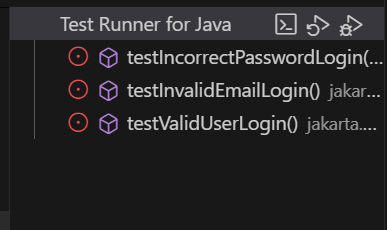 Test Runner for Java
testIncorrectPasswordLogin(...
testInvalidEmailLogin() jakar...
testValidUserLogin() jakarta....